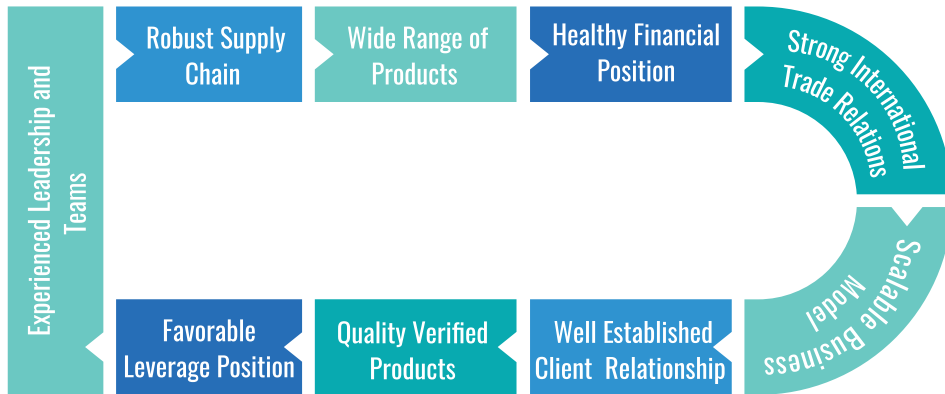 Experienced Leadership and
Teams
Robust Supply
Chain
Wide Range of
Products
Healthy Financial
Position
Strong International
Trade Relations
Scalable Business
Model
Well Established
Client  Relationship
Quality Verified
Products
Favorable
Leverage Position